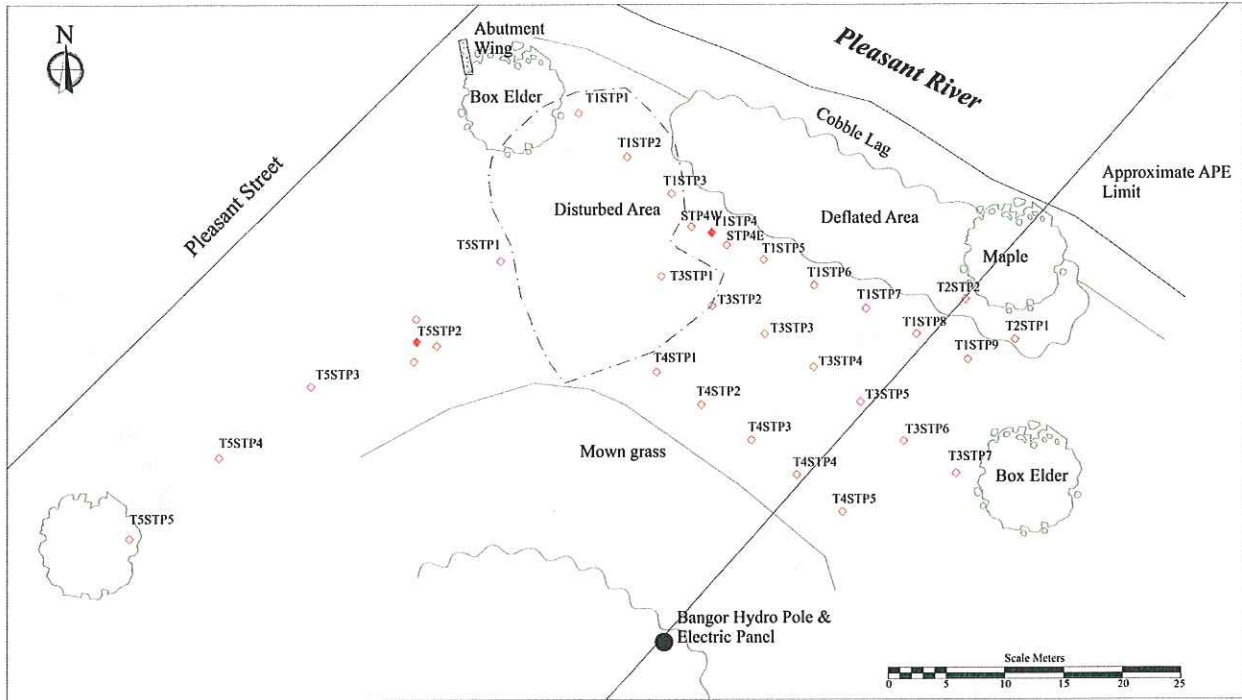 N
Abutment
Wing
Box Elder
T1STP1
Pleasant River
T1STP2
Cobble Lag
Pleasant Street
T1STP3
Approximate APE
Limit
Disturbed Area
STP4W
T1STP4
STP4E
Deflated Area
T5STP1
T1STP5
Maple
T3STP1
T1STP6
T2STP2
T3STP2
T1STP7
T5STP2
T3STP3
T1STP8
T2STP1
T4STP1
T3STP4
T1STP9
T5STP3
T4STP2
T3STP5
T5STP4
T4STP3
T3STP6
Mown grass
T4STP4
T3STP7
Box Elder
T4STP5
T5STP5
Bangor Hydro Pole &
Electric Panel
Scale Meters
0 5 10 15 20 25